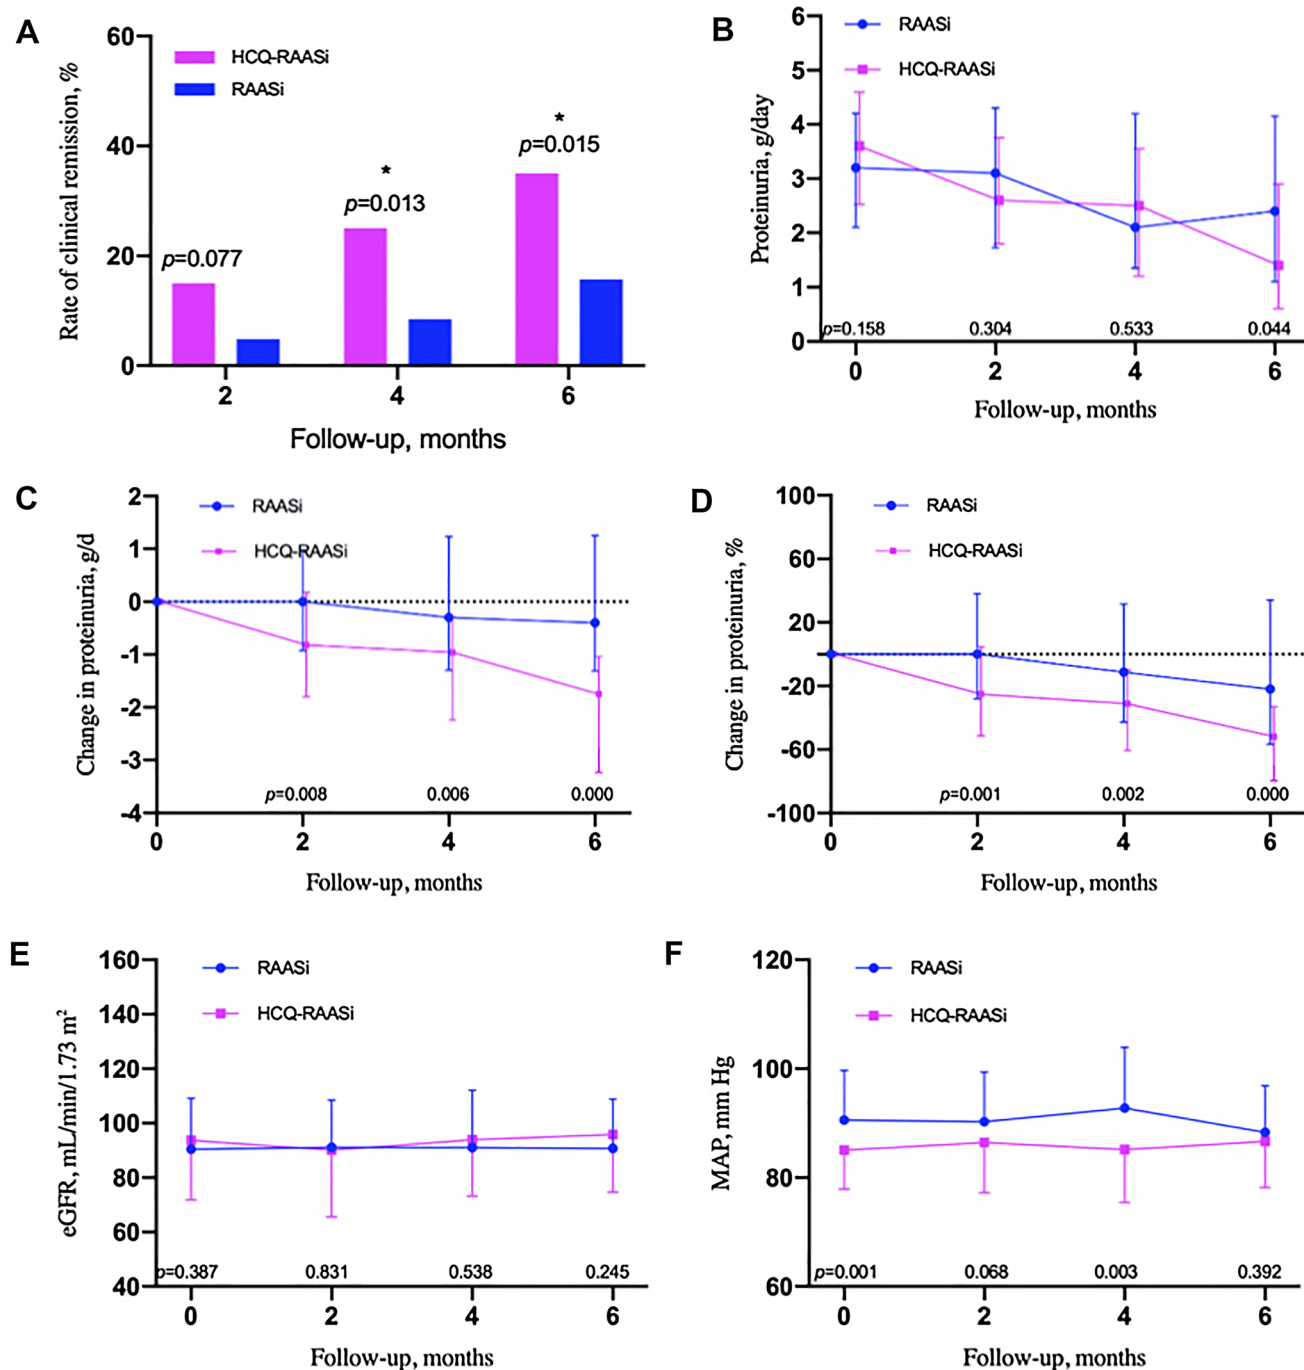 A
Rate of clinical remission, %
60
40
20
0
HCQ-RAASi
RAASi
p=0.077
*
p=0.013
*
p=0.015
2 4 6
Follow-up, months
B
Proteinuria, g/day
6
5
4
3
2
1
0
RAASi
HCQ-RAASi
p=0.158 0.304 0.533 0.044
0 2 4 6
Follow-up, months
C
Change in proteinuria, g/d
2
1
0
-1
-2
-3
-4
RAASi
HCQ-RAASi
p=0.008 0.006 0.000
0 2 4 6
Follow-up, months
D
Change in proteinuria, %
100
60
20
-20
-60
-100
RAASi
HCQ-RAASi
p=0.001 0.002 0.000
0 2 4 6
Follow-up, months
E
eGFR, mL/min/1.73 m²
160
140
120
100
80
60
40
RAASi
HCQ-RAASi
p=0.387 0.831 0.538 0.245
0 2 4 6
Follow-up, months
F
MAP, mm Hg
120
100
80
60
RAASi
HCQ-RAASi
p=0.001 0.068 0.003 0.392
0 2 4 6
Follow-up, months